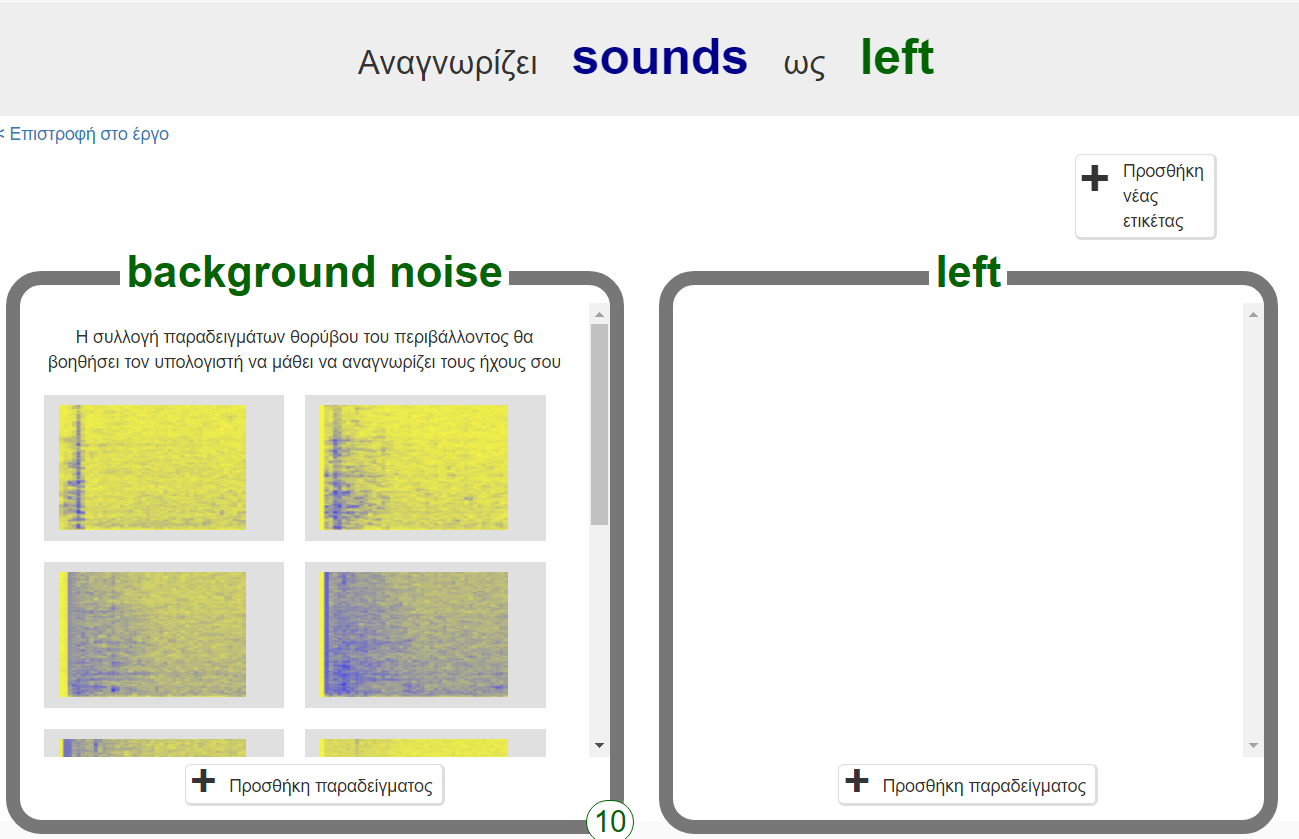 Αναγνωρίζει sounds ως left
< Επιστροφή στο έργο
Προσθήκη
νέας
ετικέτας
background noise
Η συλλογή παραδειγμάτων θορύβου του περιβάλλοντος θα
βοηθήσει τον υπολογιστή να μάθει να αναγνωρίζει τους ήχους σου
Προσθήκη παραδείγματος
10
left
Προσθήκη παραδείγματος